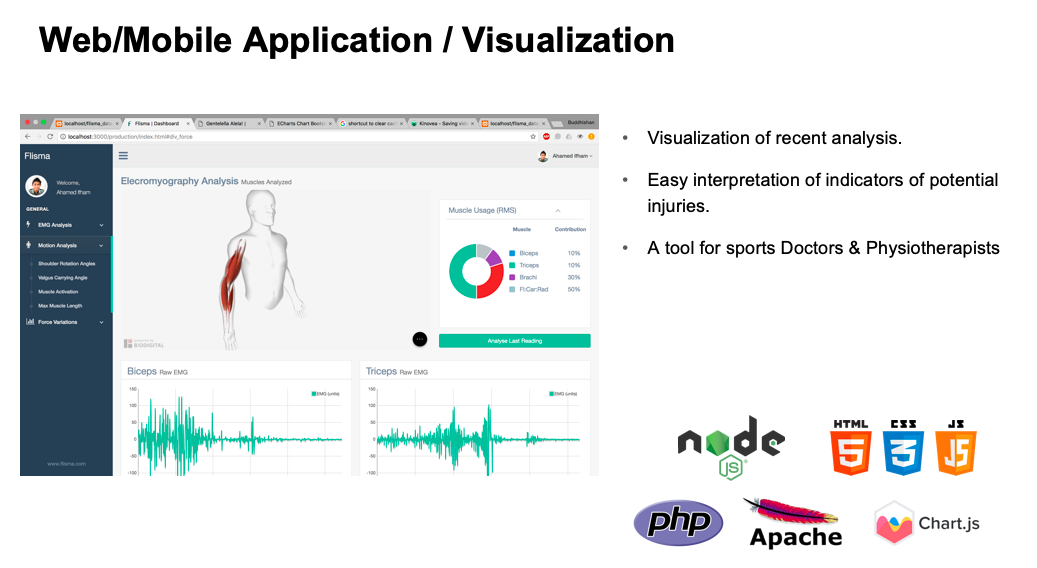 Web/Mobile Application / Visualization
localhost/flisma_data
Flisma | Dashboard
Gentelella Alela! |
ECharts Chart Bootst
shortcut to clear cac
Kinovea - Saving vid
localhost/flisma_dat
Buddhishan
localhost:3000/production/index.html#div_force
Flisma
Ahamed Ifham
Welcome,
Ahamed Ifham
GENERAL
EMG Analysis
Motion Analysis
Shoulder Rotation Angles
Valgus Carrying Angle
Muscle Activation
Max Muscle Length
Force Variations
www.flisma.com
Elecromyography Analysis Muscles Analyzed
BIODIGITAL
Muscle Usage (RMS)
Muscle Contribution
Biceps 10%
Triceps 10%
Brachi 30%
Fl:Car:Rad 50%
Analyse Last Reading
Biceps Raw EMG
EMG (units)
150
100
50
0
-50
-100
Triceps Raw EMG
EMG (units)
150
100
50
0
-50
-100
• Visualization of recent analysis.
• Easy interpretation of indicators of potential
injuries.
• A tool for sports Doctors & Physiotherapists
node
JS
HTML
5
CSS
3
JS
JS
php
Apache
Chart.js